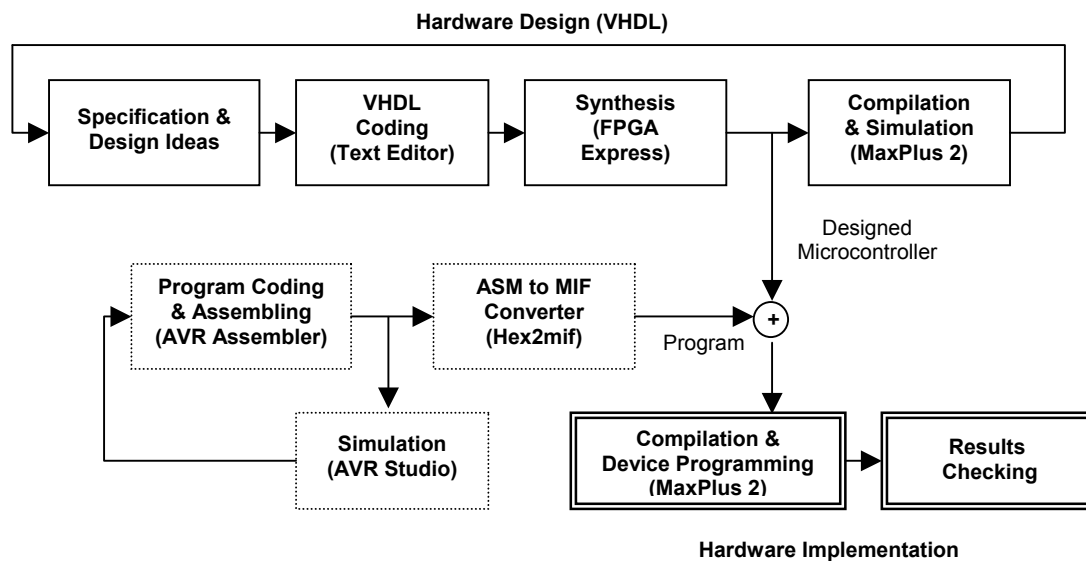 Hardware Design (VHDL)
Specification &
Design Ideas
VHDL
Coding
(Text Editor)
Synthesis
(FPGA
Express)
Compilation
& Simulation
(MaxPlus 2)
Designed
Microcontroller
Program Coding
& Assembling
(AVR Assembler)
ASM to MIF
Converter
(Hex2mif)
+
Program
Simulation
(AVR Studio)
Compilation &
Device Programming
(MaxPlus 2)
Results
Checking
Hardware Implementation